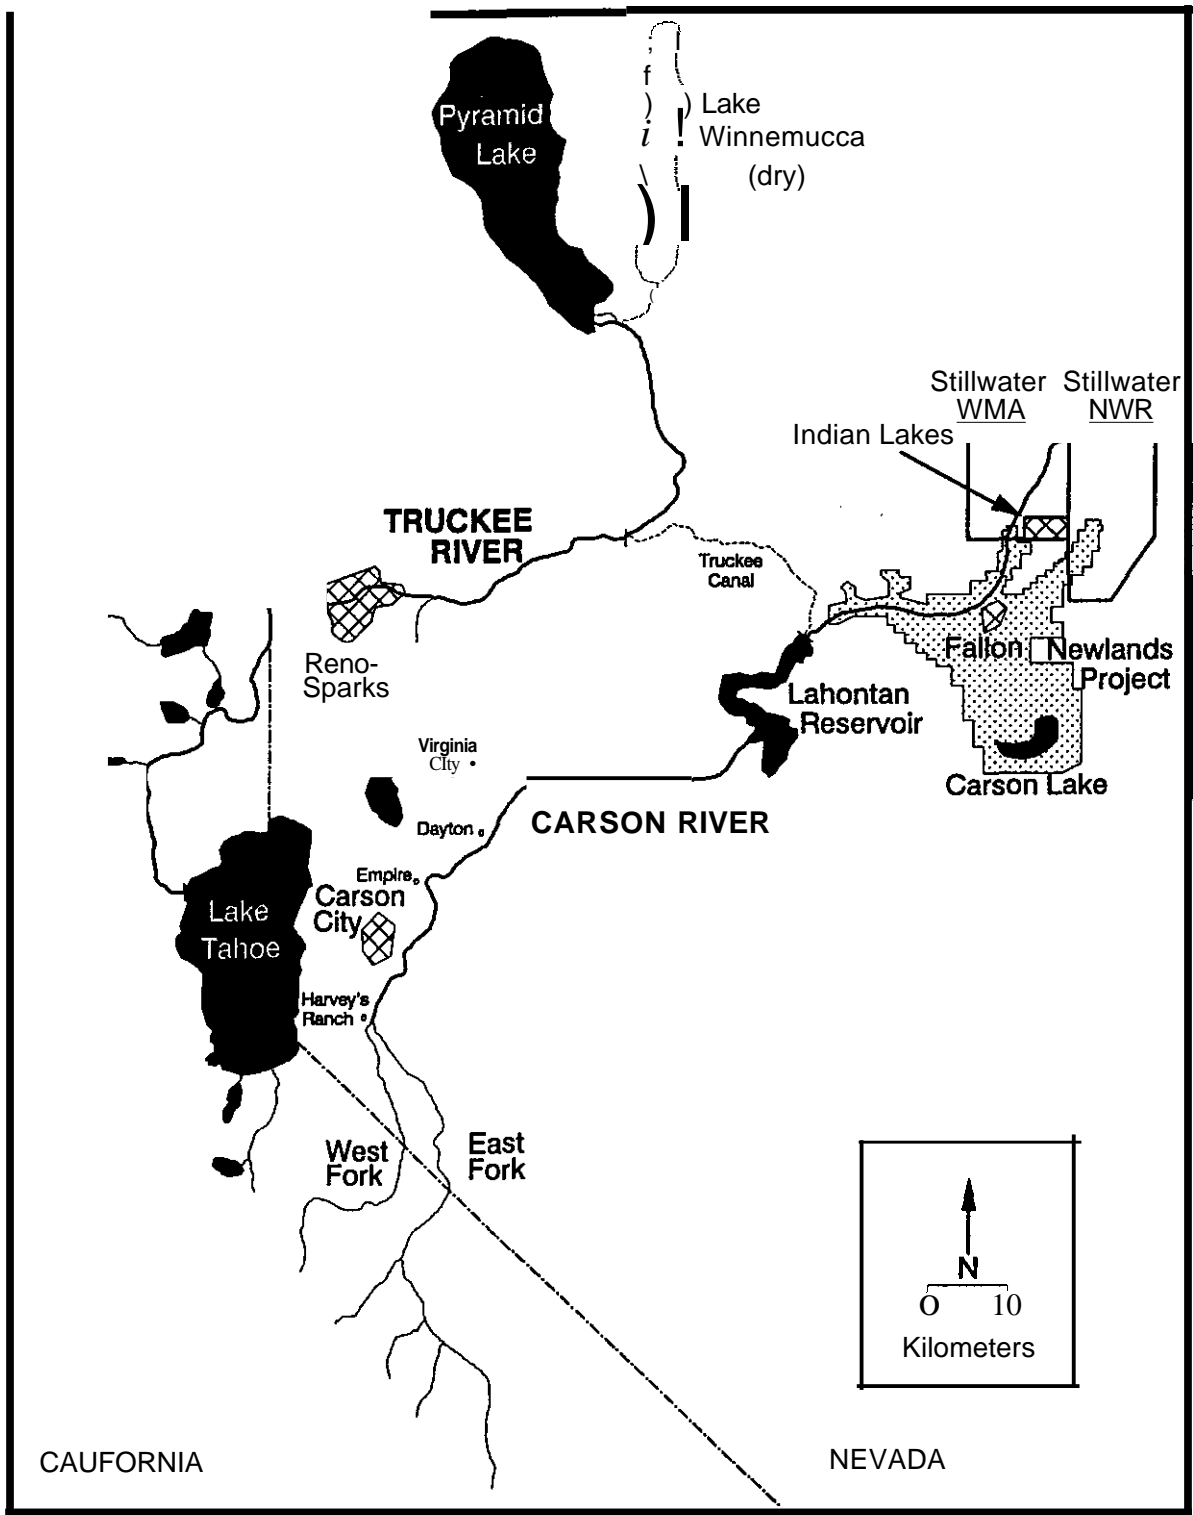 Pyramid
Lake
) Lake
Winnemucca
(dry)
Stillwater
WMA
Stillwater
NWR
Indian Lakes
TRUCKEE
RIVER
Truckee
Canal
Reno-
Sparks
Fallon
Newlands
Project
Lahontan
Reservoir
Virginia
CIty •
Carson Lake
Dayton
CARSON RIVER
Empire
Carson
City
Lake
Tahoe
Harvey's
Ranch
West
Fork
East
Fork
N
O 10
Kilometers
CAUFORNIA
NEVADA